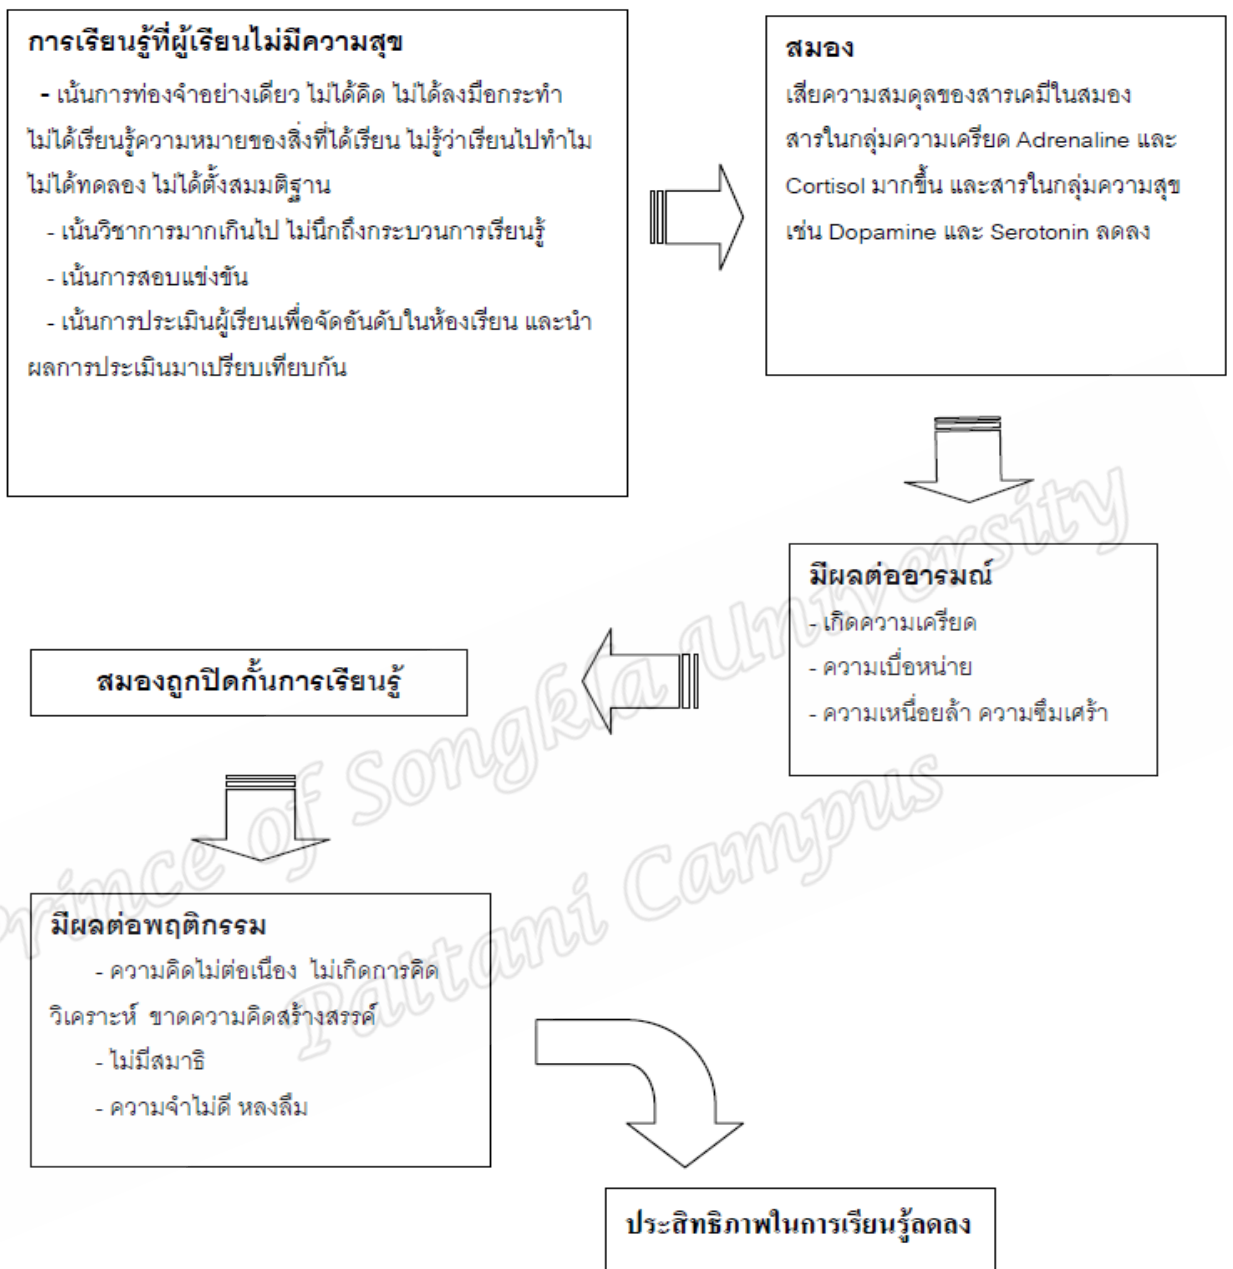 การเรียนรู้ที่ผู้เรียนไม่มีความสุข
- เน้นการท่องจำอย่างเดียว ไม่ได้คิด ไม่ได้ลงมือกระทำ
ไม่ได้เรียนรู้ความหมายของสิ่งที่ได้เรียน ไม่รู้ว่าเรียนไปทำไม
ไม่ได้ทดลอง ไม่ได้ตั้งสมมติฐาน
- เน้นวิชาการมากเกินไป ไม่นึกถึงกระบวนการเรียนรู้
- เน้นการสอบแข่งขัน
- เน้นการประเมินผู้เรียนเพื่อจัดอันดับในห้องเรียน และนำ
ผลการประเมินมาเปรียบเทียบกัน
สมอง
เสียความสมดุลของสารเคมีในสมอง
สารในกลุ่มความเครียด Adrenaline และ
Cortisol มากขึ้น และสารในกลุ่มความสุข
เช่น Dopamine และ Serotonin ลดลง
มีผลต่ออารมณ์
- เกิดความเครียด
- ความเบื่อหน่าย
- ความเหนื่อยล้า ความซึมเศร้า
สมองถูกปิดกั้นการเรียนรู้
มีผลต่อพฤติกรรม
- ความคิดไม่ต่อเนื่อง ไม่เกิดการคิด
วิเคราะห์ ขาดความคิดสร้างสรรค์
- ไม่มีสมาธิ
- ความจำไม่ดี หลงลืม
ประสิทธิภาพในการเรียนรู้ลดลง
Prince of Songkla University
Pattani Campus